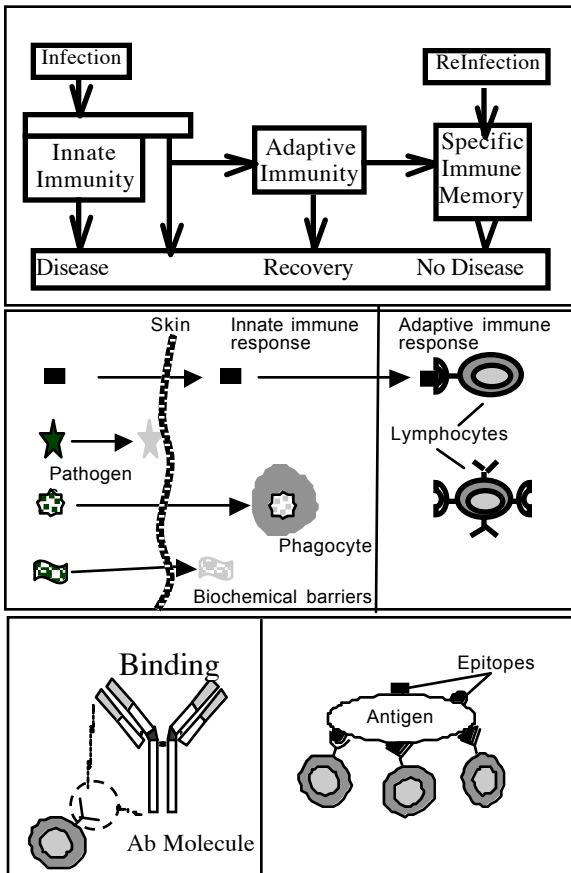 Infection
ReInfection
Innate
Immunity
Adaptive
Immunity
Specific
Immune
Memory
Disease
Recovery
No Disease
Skin
Innate immune
response
Adaptive immune
response
Lymphocytes
Pathogen
Phagocyte
Biochemical barriers
Binding
Ab Molecule
Epitopes
Antigen